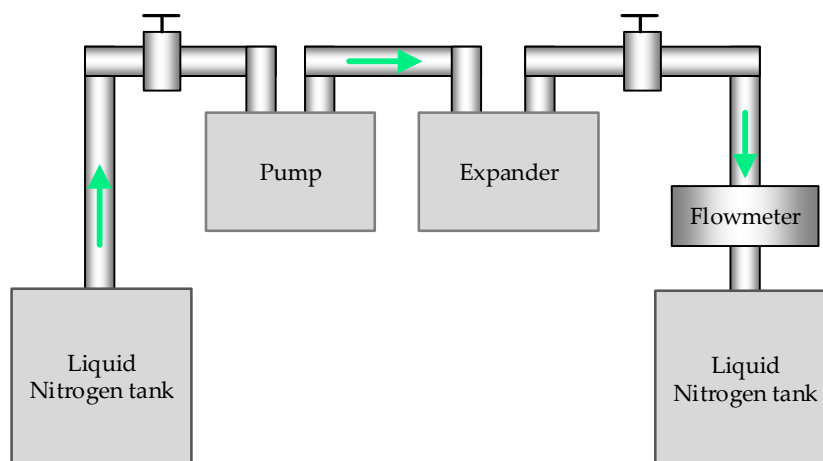 Pump
Expander
Flowmeter
Liquid
Nitrogen tank
Liquid
Nitrogen tank